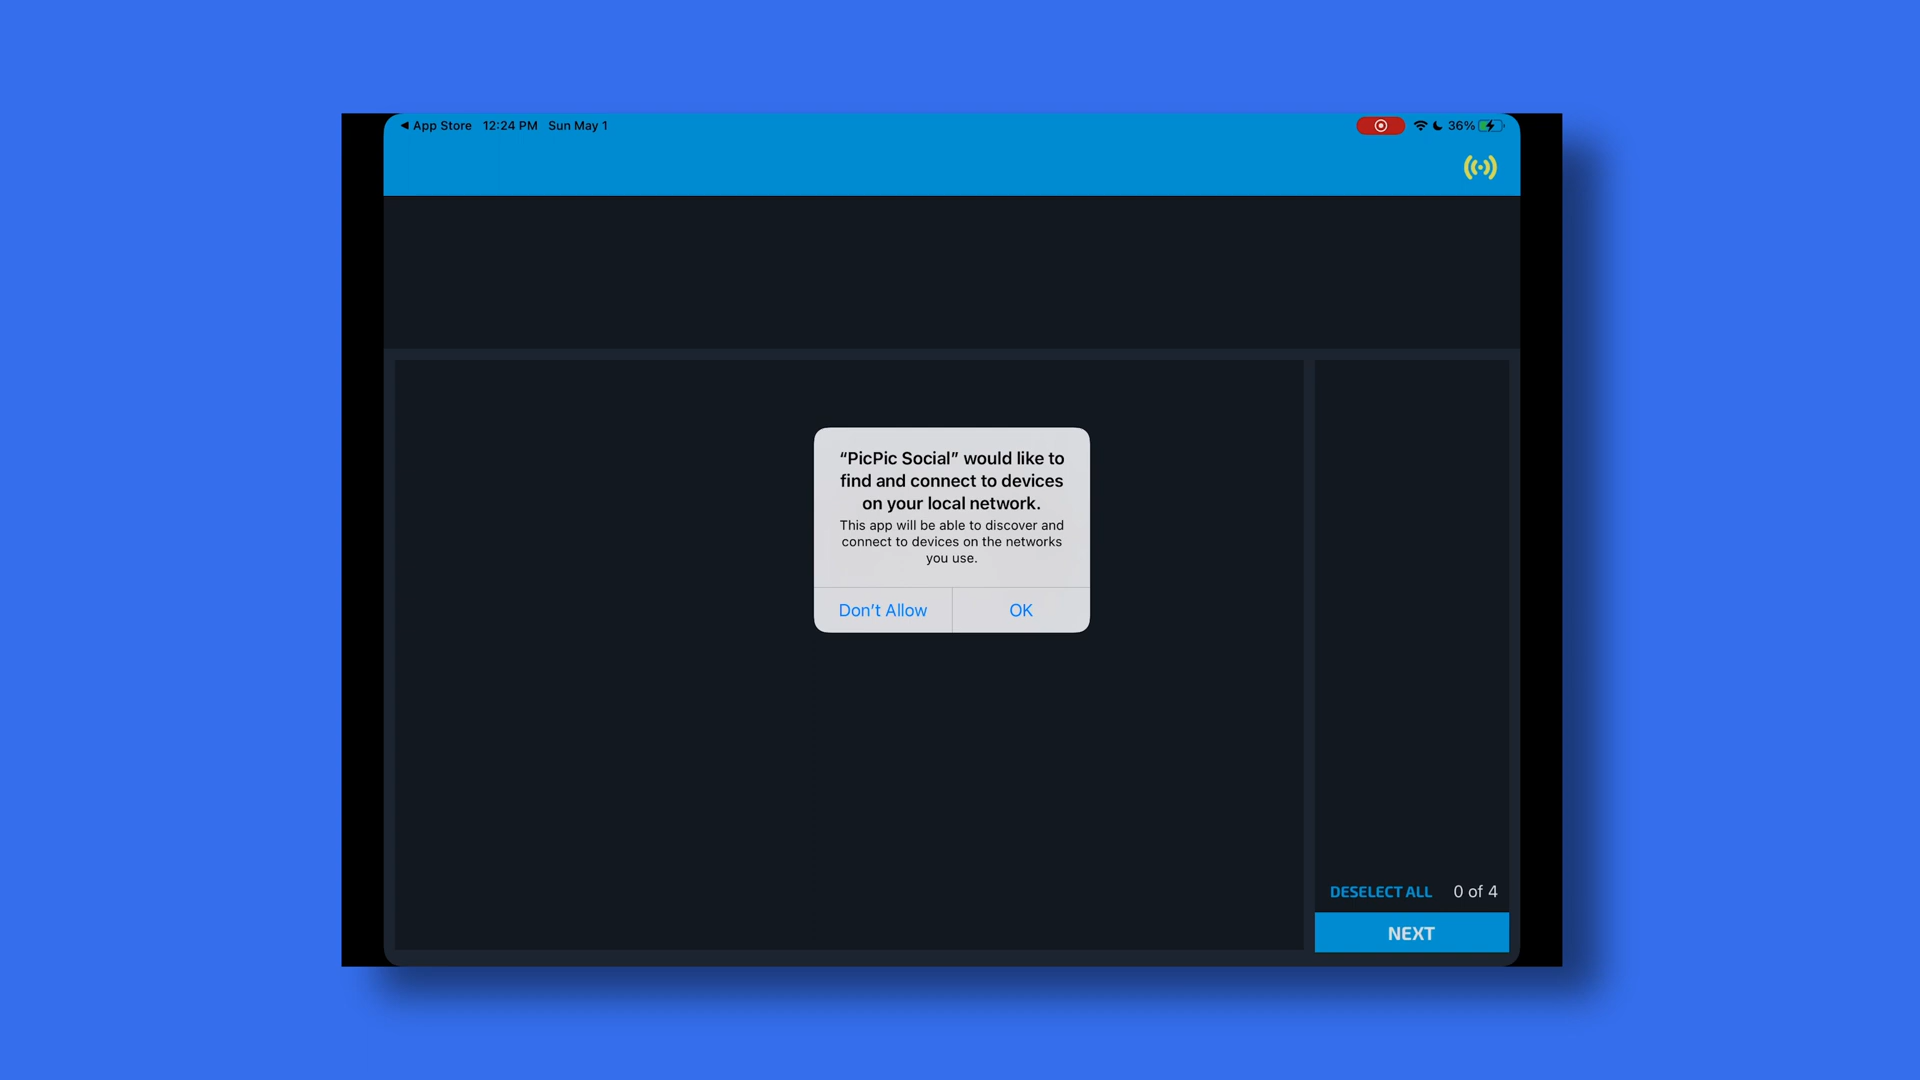 App Store 12:24 PM Sun May 1
36%
“PicPic Social” would like to
find and connect to devices
on your local network.
This app will be able to discover and
connect to devices on the networks
you use.
Don’t Allow
OK
DESELECT ALL
0 of 4
NEXT